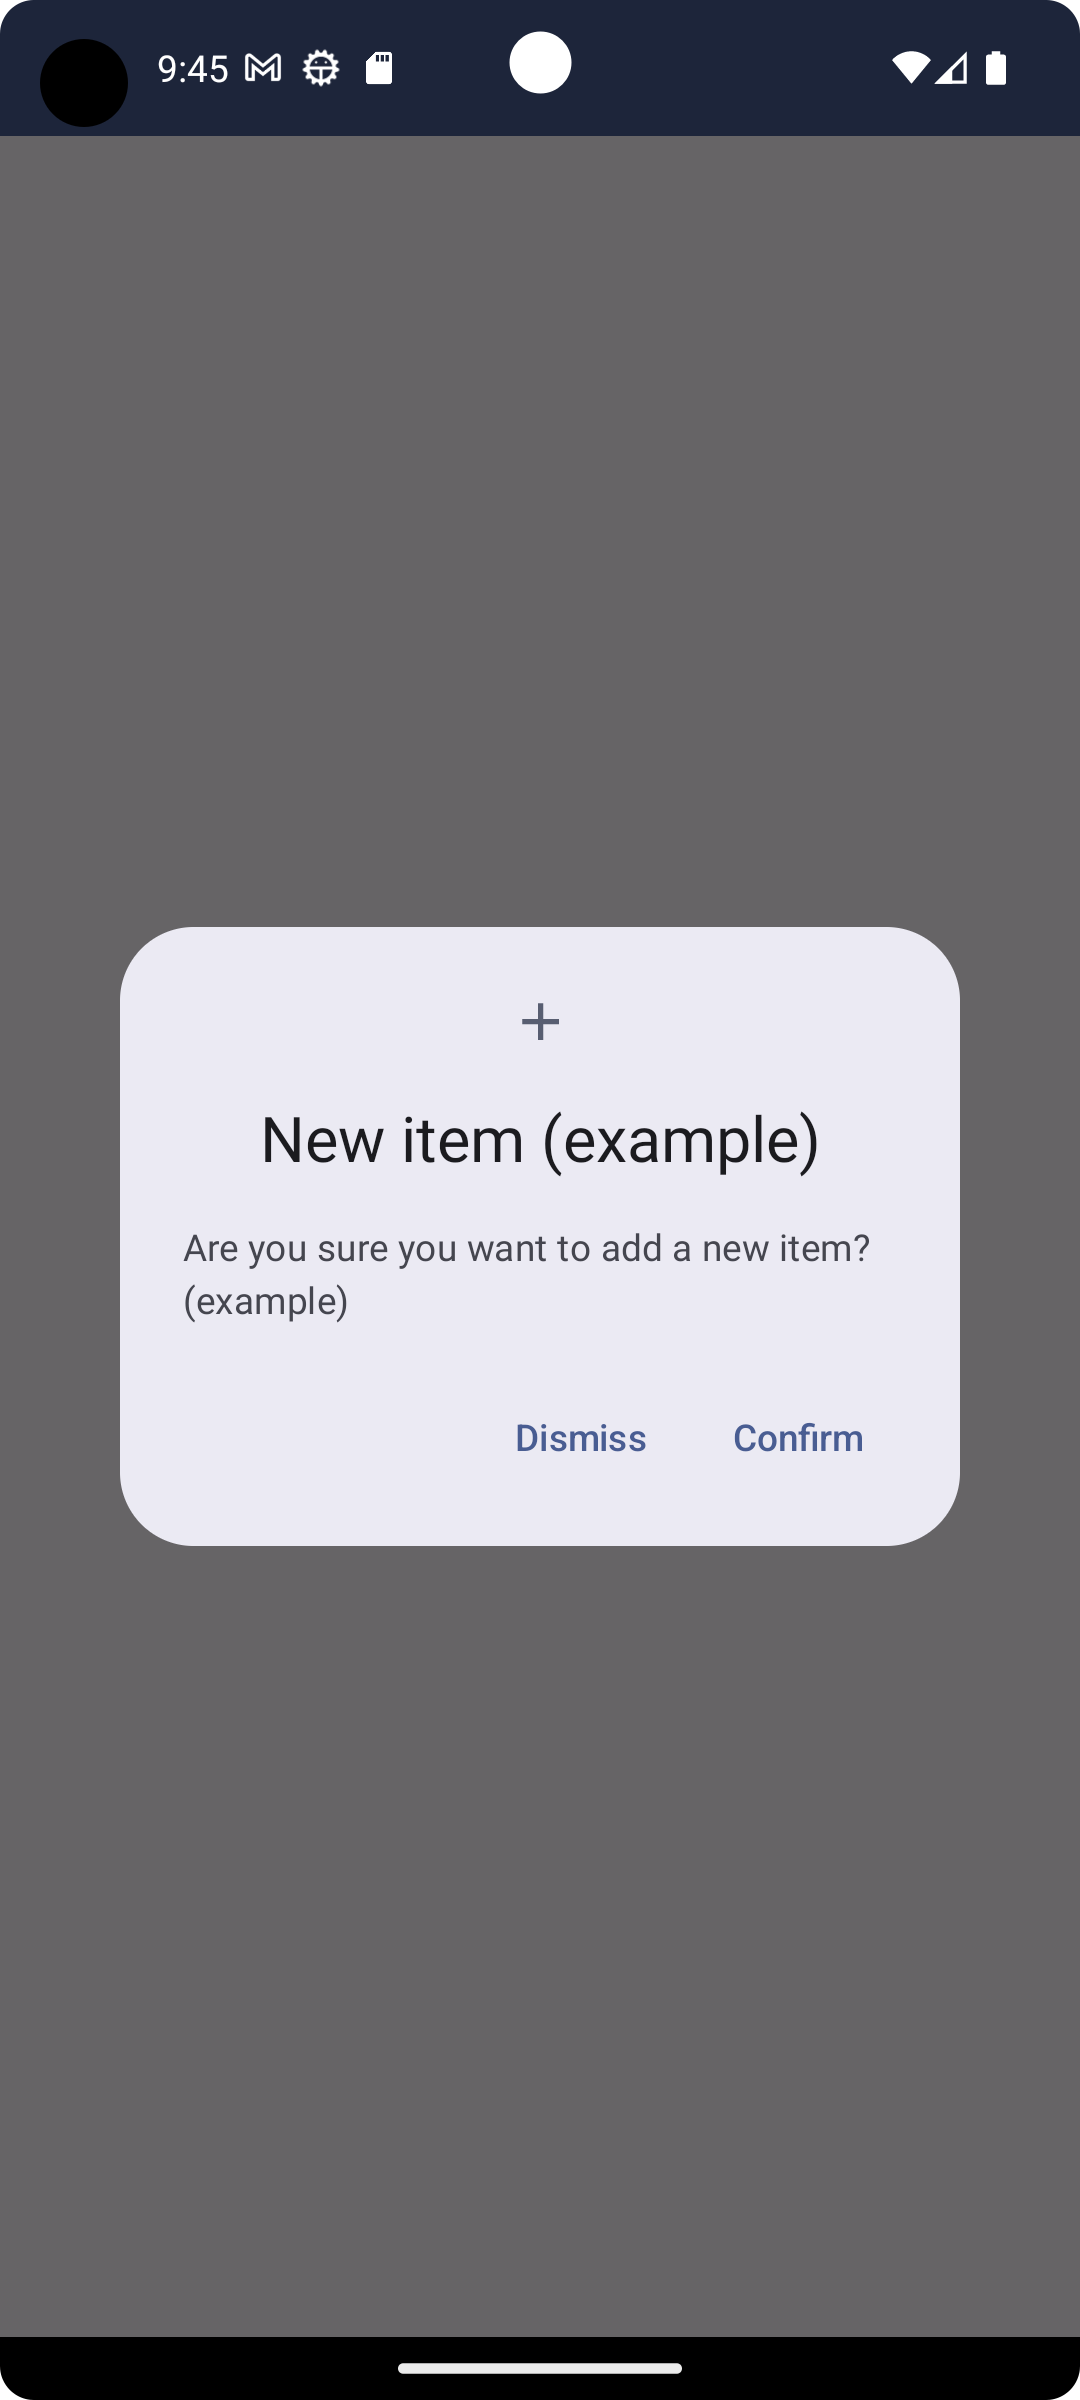 9:45
New item (example)
Are you sure you want to add a new item?
(example)
Dismiss Confirm